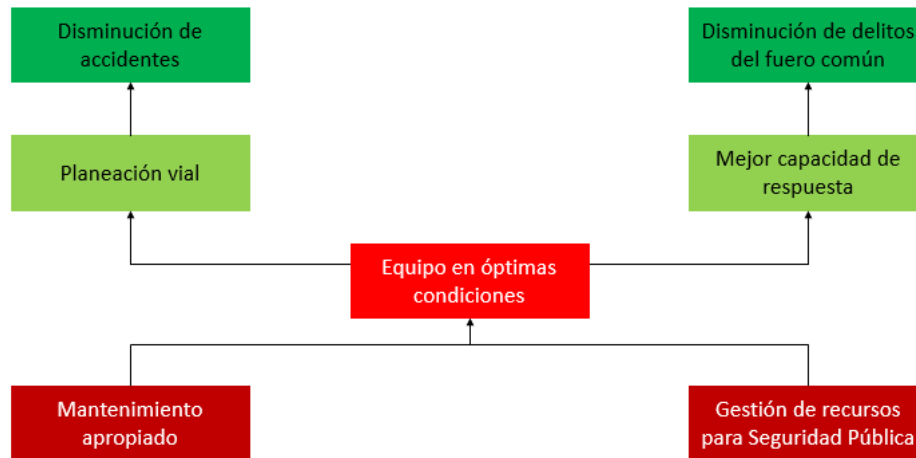 Disminución de
accidentes
Disminución de delitos
del fuero común
Planeación vial
Mejor capacidad de
respuesta
Equipo en óptimas
condiciones
Mantenimiento
apropiado
Gestión de recursos
para Seguridad Pública